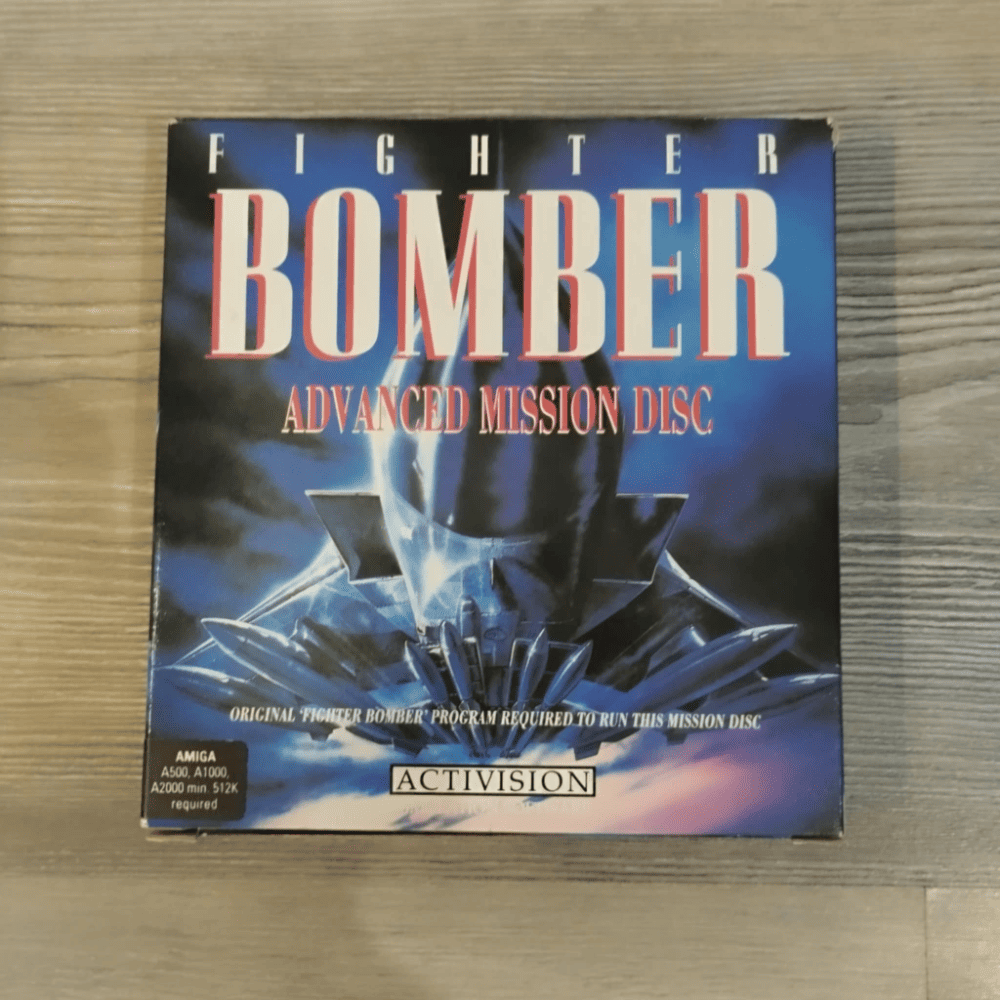 FIGHTER
BOMBER
ADVANCED MISSION DISC
ORIGINAL 'FIGHTER BOMBER' PROGRAM REQUIRED TO RUN THIS MISSION DISC
AMIGA
A500, A1000,
A2000 min. 512K
required
ACTIVISION